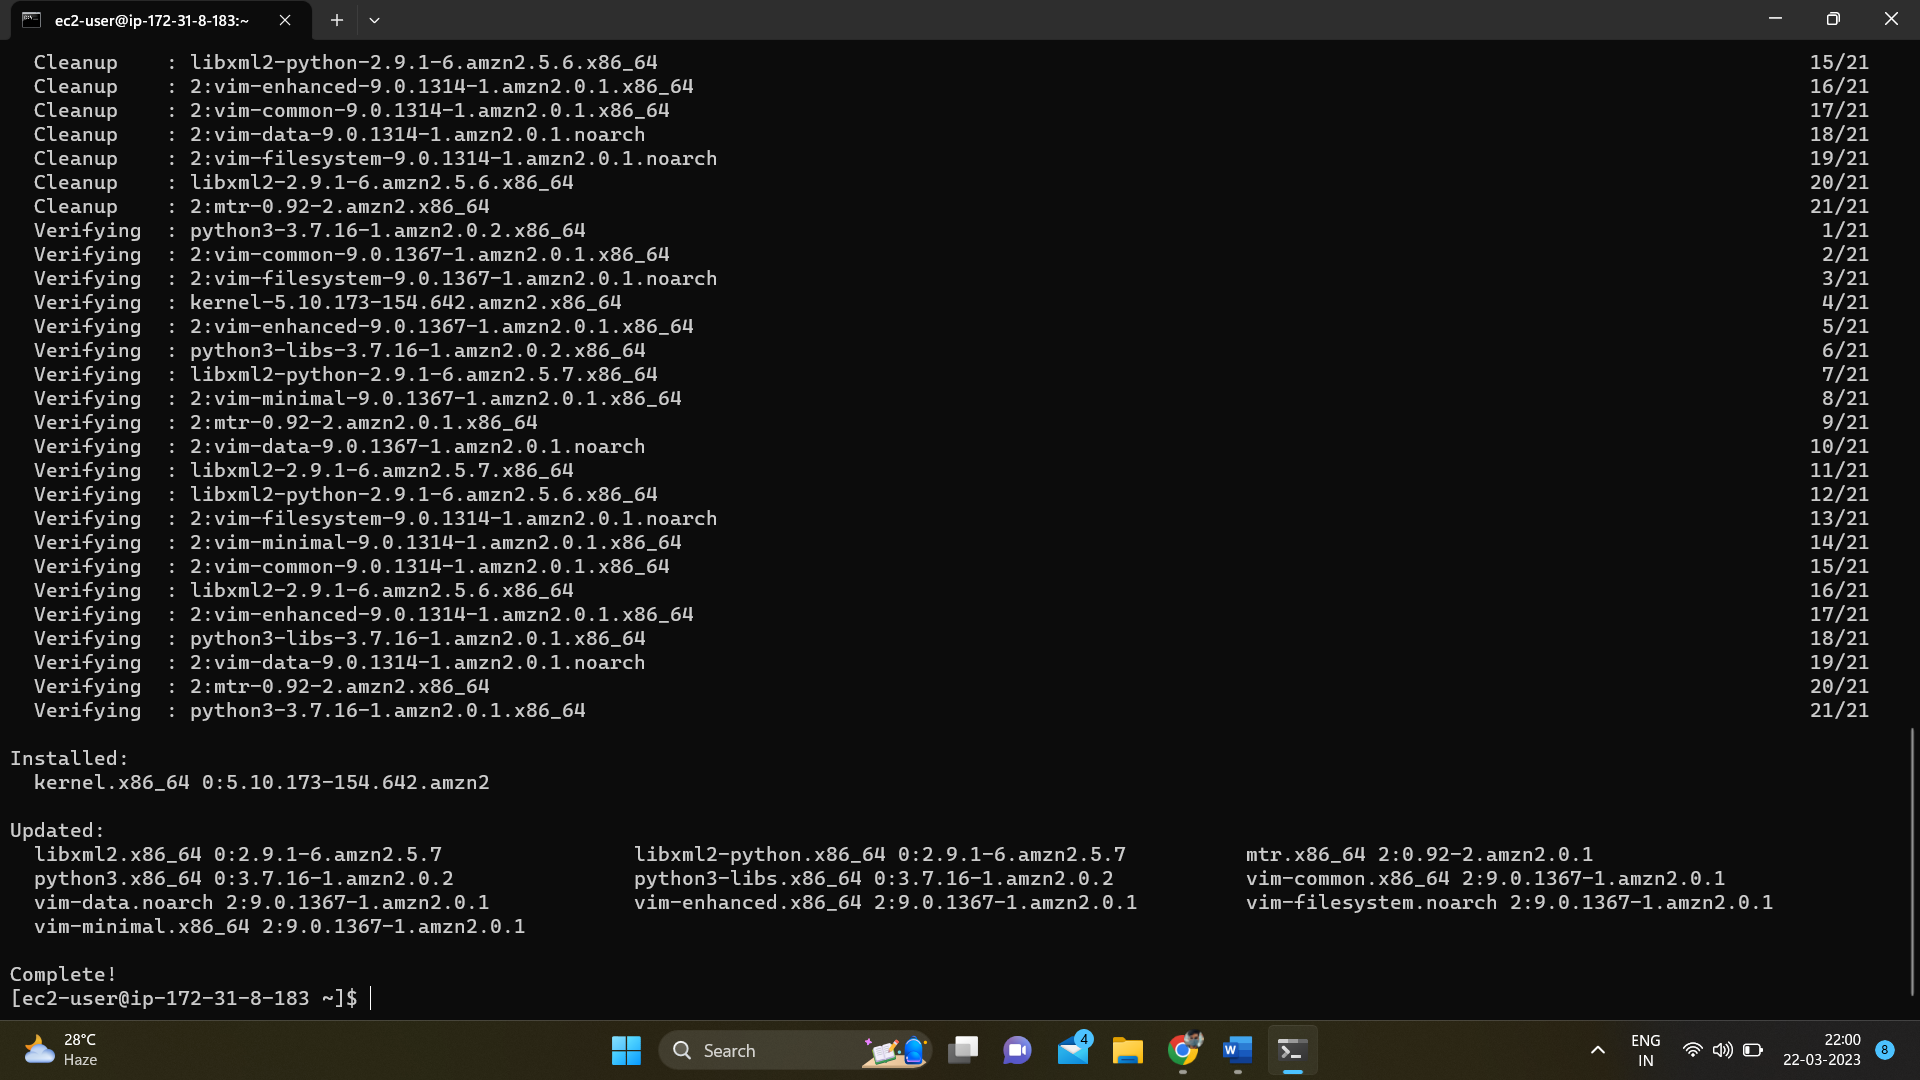 ec2-user@ip-172-31-8-183:~
Cleanup : libxml2-python-2.9.1-6.amzn2.5.6.x86_64 15/21
Cleanup : 2:vim-enhanced-9.0.1314-1.amzn2.0.1.x86_64 16/21
Cleanup : 2:vim-common-9.0.1314-1.amzn2.0.1.x86_64 17/21
Cleanup : 2:vim-data-9.0.1314-1.amzn2.0.1.noarch 18/21
Cleanup : 2:vim-filesystem-9.0.1314-1.amzn2.0.1.noarch 19/21
Cleanup : libxml2-2.9.1-6.amzn2.5.6.x86_64 20/21
Cleanup : 2:mtr-0.92-2.amzn2.x86_64 21/21
Verifying : python3-3.7.16-1.amzn2.0.2.x86_64 1/21
Verifying : 2:vim-common-9.0.1367-1.amzn2.0.1.x86_64 2/21
Verifying : 2:vim-filesystem-9.0.1367-1.amzn2.0.1.noarch 3/21
Verifying : kernel-5.10.173-154.642.amzn2.x86_64 4/21
Verifying : 2:vim-enhanced-9.0.1367-1.amzn2.0.1.x86_64 5/21
Verifying : python3-libs-3.7.16-1.amzn2.0.2.x86_64 6/21
Verifying : libxml2-python-2.9.1-6.amzn2.5.7.x86_64 7/21
Verifying : 2:vim-minimal-9.0.1367-1.amzn2.0.1.x86_64 8/21
Verifying : 2:mtr-0.92-2.amzn2.0.1.x86_64 9/21
Verifying : 2:vim-data-9.0.1367-1.amzn2.0.1.noarch 10/21
Verifying : libxml2-2.9.1-6.amzn2.5.7.x86_64 11/21
Verifying : libxml2-python-2.9.1-6.amzn2.5.6.x86_64 12/21
Verifying : 2:vim-filesystem-9.0.1314-1.amzn2.0.1.noarch 13/21
Verifying : 2:vim-minimal-9.0.1314-1.amzn2.0.1.x86_64 14/21
Verifying : 2:vim-common-9.0.1314-1.amzn2.0.1.x86_64 15/21
Verifying : libxml2-2.9.1-6.amzn2.5.6.x86_64 16/21
Verifying : 2:vim-enhanced-9.0.1314-1.amzn2.0.1.x86_64 17/21
Verifying : python3-libs-3.7.16-1.amzn2.0.1.x86_64 18/21
Verifying : 2:vim-data-9.0.1314-1.amzn2.0.1.noarch 19/21
Verifying : 2:mtr-0.92-2.amzn2.x86_64 20/21
Verifying : python3-3.7.16-1.amzn2.0.1.x86_64 21/21
Installed:
kernel.x86_64 0:5.10.173-154.642.amzn2
Updated:
libxml2.x86_64 0:2.9.1-6.amzn2.5.7 libxml2-python.x86_64 0:2.9.1-6.amzn2.5.7 mtr.x86_64 2:0.92-2.amzn2.0.1
python3.x86_64 0:3.7.16-1.amzn2.0.2 python3-libs.x86_64 0:3.7.16-1.amzn2.0.2 vim-common.x86_64 2:9.0.1367-1.amzn2.0.1
vim-data.noarch 2:9.0.1367-1.amzn2.0.1 vim-enhanced.x86_64 2:9.0.1367-1.amzn2.0.1 vim-filesystem.noarch 2:9.0.1367-1.amzn2.0.1
vim-minimal.x86_64 2:9.0.1367-1.amzn2.0.1
Complete!
[ec2-user@ip-172-31-8-183 ~]$
28°C
Haze
Search
4
W
ENG
IN
22:00
22-03-2023
8